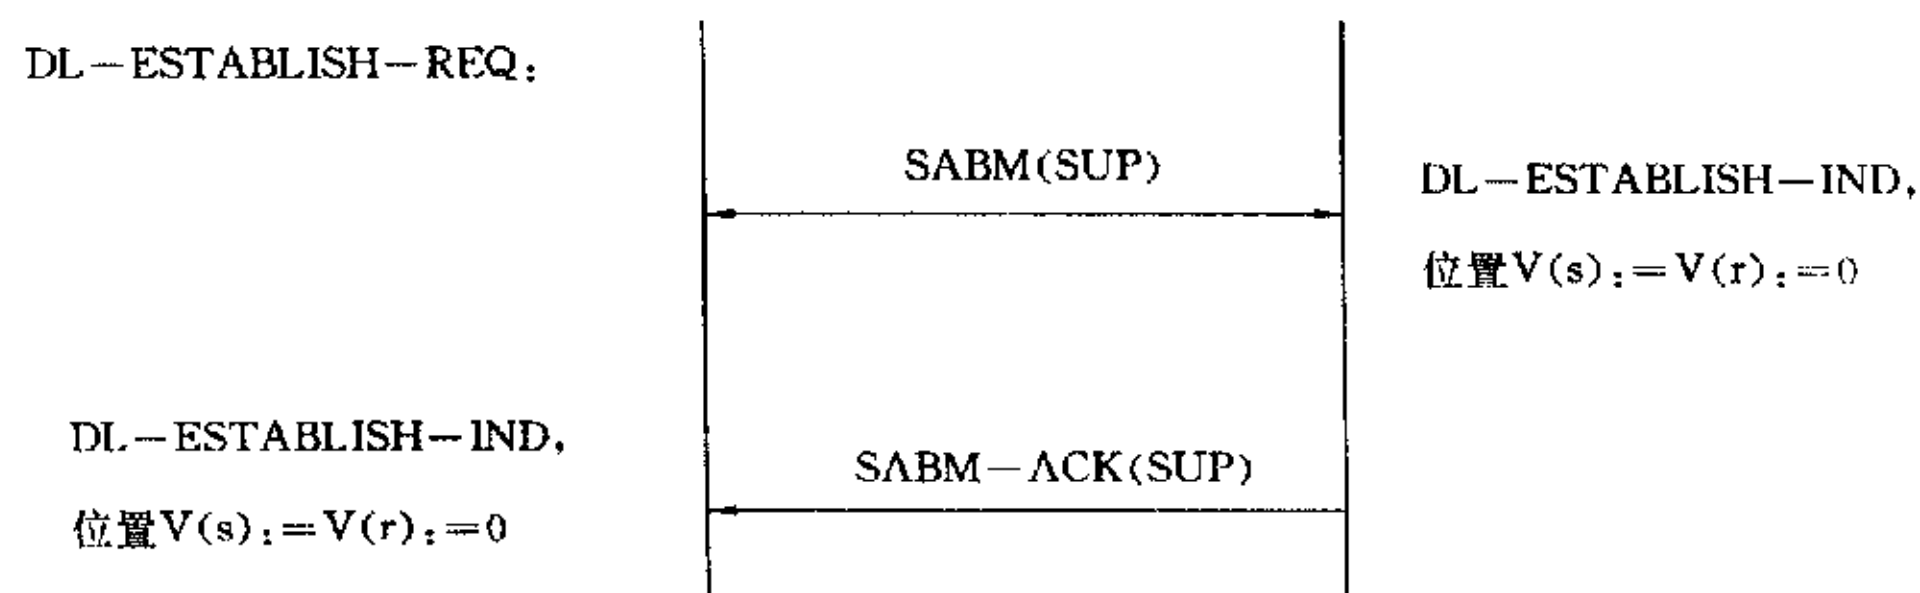 DL—ESTABLISH—REQ:
SABM(SUP)
DL—ESTABLISH—IND,
位置V(s):=V(r):=0
DL—ESTABLISH—IND,
SABM—ACK(SUP)
位置V(s):=V(r):=0